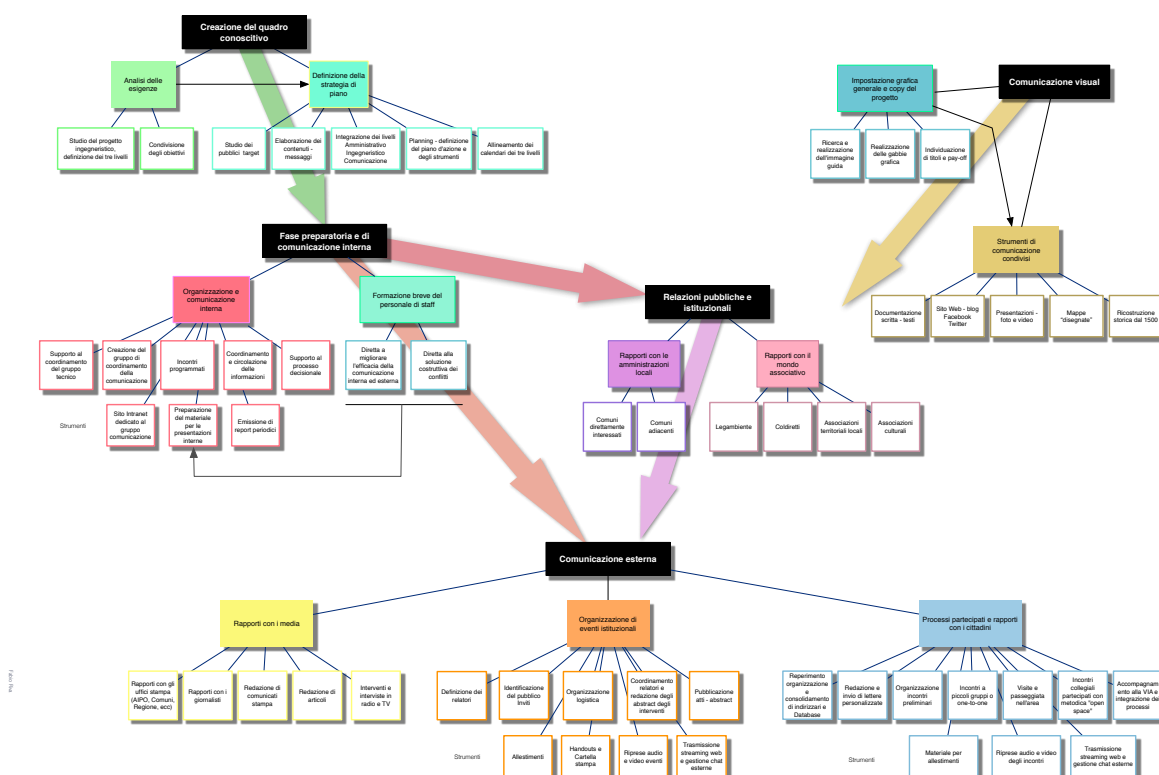 Creazione del quadro
conoscitivo
Analisi delle
esigenze
Definizione della
strategia di
piano
Studio del progetto
ingegneristico,
definizione dei tre livelli
Condivisione
degli obiettivi
Studio dei
pubblici target
Elaborazione dei
contenuti -
messaggi
Integrazione dei livelli
Amministrativo
Ingegneristico
Comunicazione
Planning - definizione
del piano d'azione e
degli strumenti
Allineamento dei
calendari dei tre livelli
Impostazione grafica
generale e copy del
progetto
Comunicazione visual
Ricerca e
realizzazione
dell'immagine
guida
Realizzazione
delle gabbie
grafica
Individuazione
di titoli e pay-off
Strumenti di
comunicazione
condivisi
Documentazione
scritta - testi
Sito Web - blog
Facebook
Twitter
Presentazioni -
foto e video
Mappe
"disegnate"
Ricostruzione
storica dal 1500
Fase preparatoria e di
comunicazione interna
Organizzazione e
comunicazione
interna
Formazione breve del
personale di staff
Supporto al
coordinamento
del gruppo
tecnico
Creazione del
gruppo di
coordinamento
della
comunicazione
Incontri
programmati
Coordinamento
e circolazione
delle
informazioni
Supporto al
processo
decisionale
Diretta a
migliorare
l'efficacia della
comunicazione
interna ed esterna
Diretta alla
soluzione
costruttiva dei
conflitti
Strumenti
Sito Intranet
dedicato al
gruppo
comunicazione
Preparazione
del materiale
per le
presentazioni
interne
Emissione di
report periodici
Relazioni pubbliche e
istituzionali
Rapporti con le
amministrazioni
locali
Rapporti con il
mondo
associativo
Comuni
direttamente
interessati
Comuni
adiacenti
Legambiente
Coldiretti
Associazioni
territoriali locali
Associazioni
culturali
Comunicazione esterna
Rapporti con i media
Organizzazione di
eventi istituzionali
Processi partecipati e rapporti
con i cittadini
Rapporti con gli
uffici stampa
(AIPO, Comuni,
Regione, ecc)
Rapporti con i
giornalisti
Redazione di
comunicati
stampa
Redazione di
articoli
Interventi e
interviste in
radio e TV
Definizione dei
relatori
Identificazione
del pubblico
Inviti
Organizzazione
logistica
Coordinamento
relatori e
redazione degli
abstract degli
interventi
Pubblicazione
atti - abstract
Strumenti
Allestimenti
Handouts e
Cartella
stampa
Riprese audio
e video eventi
Trasmissione
streaming web
e gestione chat
esterne
Reperimento
organizzazione
e
consolidamento
di indirizzari e
Database
Redazione e
invio di lettere
personalizzate
Organizzazione
incontri
preliminari
Incontri a
piccoli gruppi o
one-to-one
Visite e
passeggiata
nell'area
Incontri
collegiali
partecipati con
metodica "open
space"
Accompagnam
ento alla VIA e
integrazione dei
processi
Strumenti
Materiale per
allestimenti
Riprese audio e video
degli incontri
Trasmissione
streaming web e
gestione chat esterne